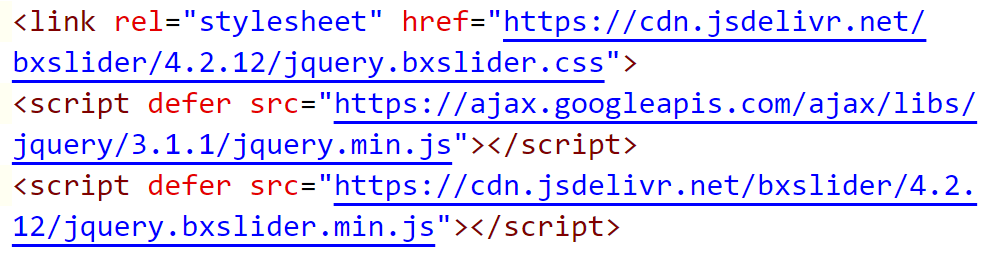 <link rel="stylesheet" href="https://cdn.jsdelivr.net/
bxslider/4.2.12/jquery.bxslider.css">
<script defer src="https://ajax.googleapis.com/ajax/libs/
jquery/3.1.1/jquery.min.js"></script>
<script defer src="https://cdn.jsdelivr.net/bxslider/4.2.
12/jquery.bxslider.min.js"></script>